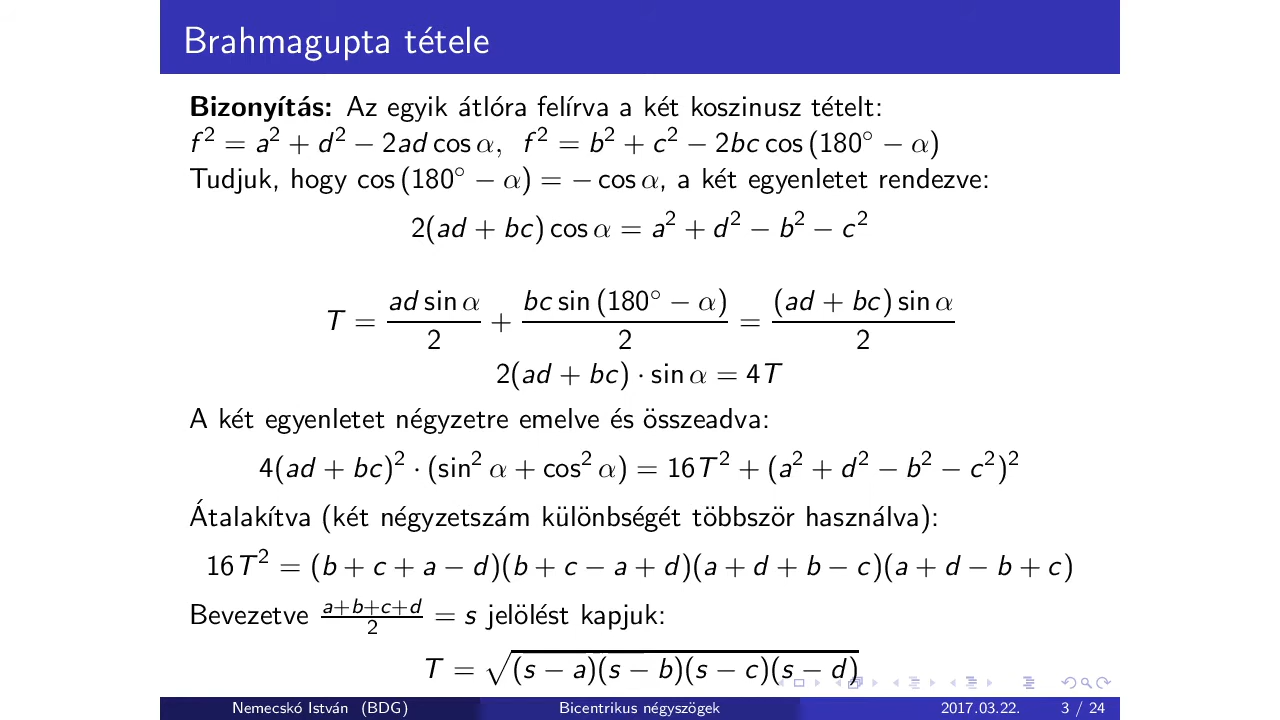 Brahmagupta tétele
Bizonyítás: Az egyik átlóra felírva a két koszinusz tételt:
f² = a² + d² − 2ad cos α, f² = b² + c² − 2bc cos (180° − α)
Tudjuk, hogy cos (180° − α) = − cos α, a két egyenletet rendezve:
2(ad + bc) cos α = a² + d² − b² − c²
T = \frac{ad sin α}{2} + \frac{bc sin (180° − α)}{2} = \frac{(ad + bc) sin α}{2}
2(ad + bc) · sin α = 4T
A két egyenletet négyzetre emelve és összeadva:
4(ad + bc)² · (sin² α + cos² α) = 16T² + (a² + d² − b² − c²)²
Átalakítva (két négyzetszám különbségét többször használva):
16T² = (b + c + a − d)(b + c − a + d)(a + d + b − c)(a + d − b + c)
Bevezetve \frac{a+b+c+d}{2} = s jelölést kapjuk:
T = √((s − a)(s − b)(s − c)(s − d))
Nemecskó István (BDG) Bicentrikus négyszögek 2017.03.22. 3 / 24